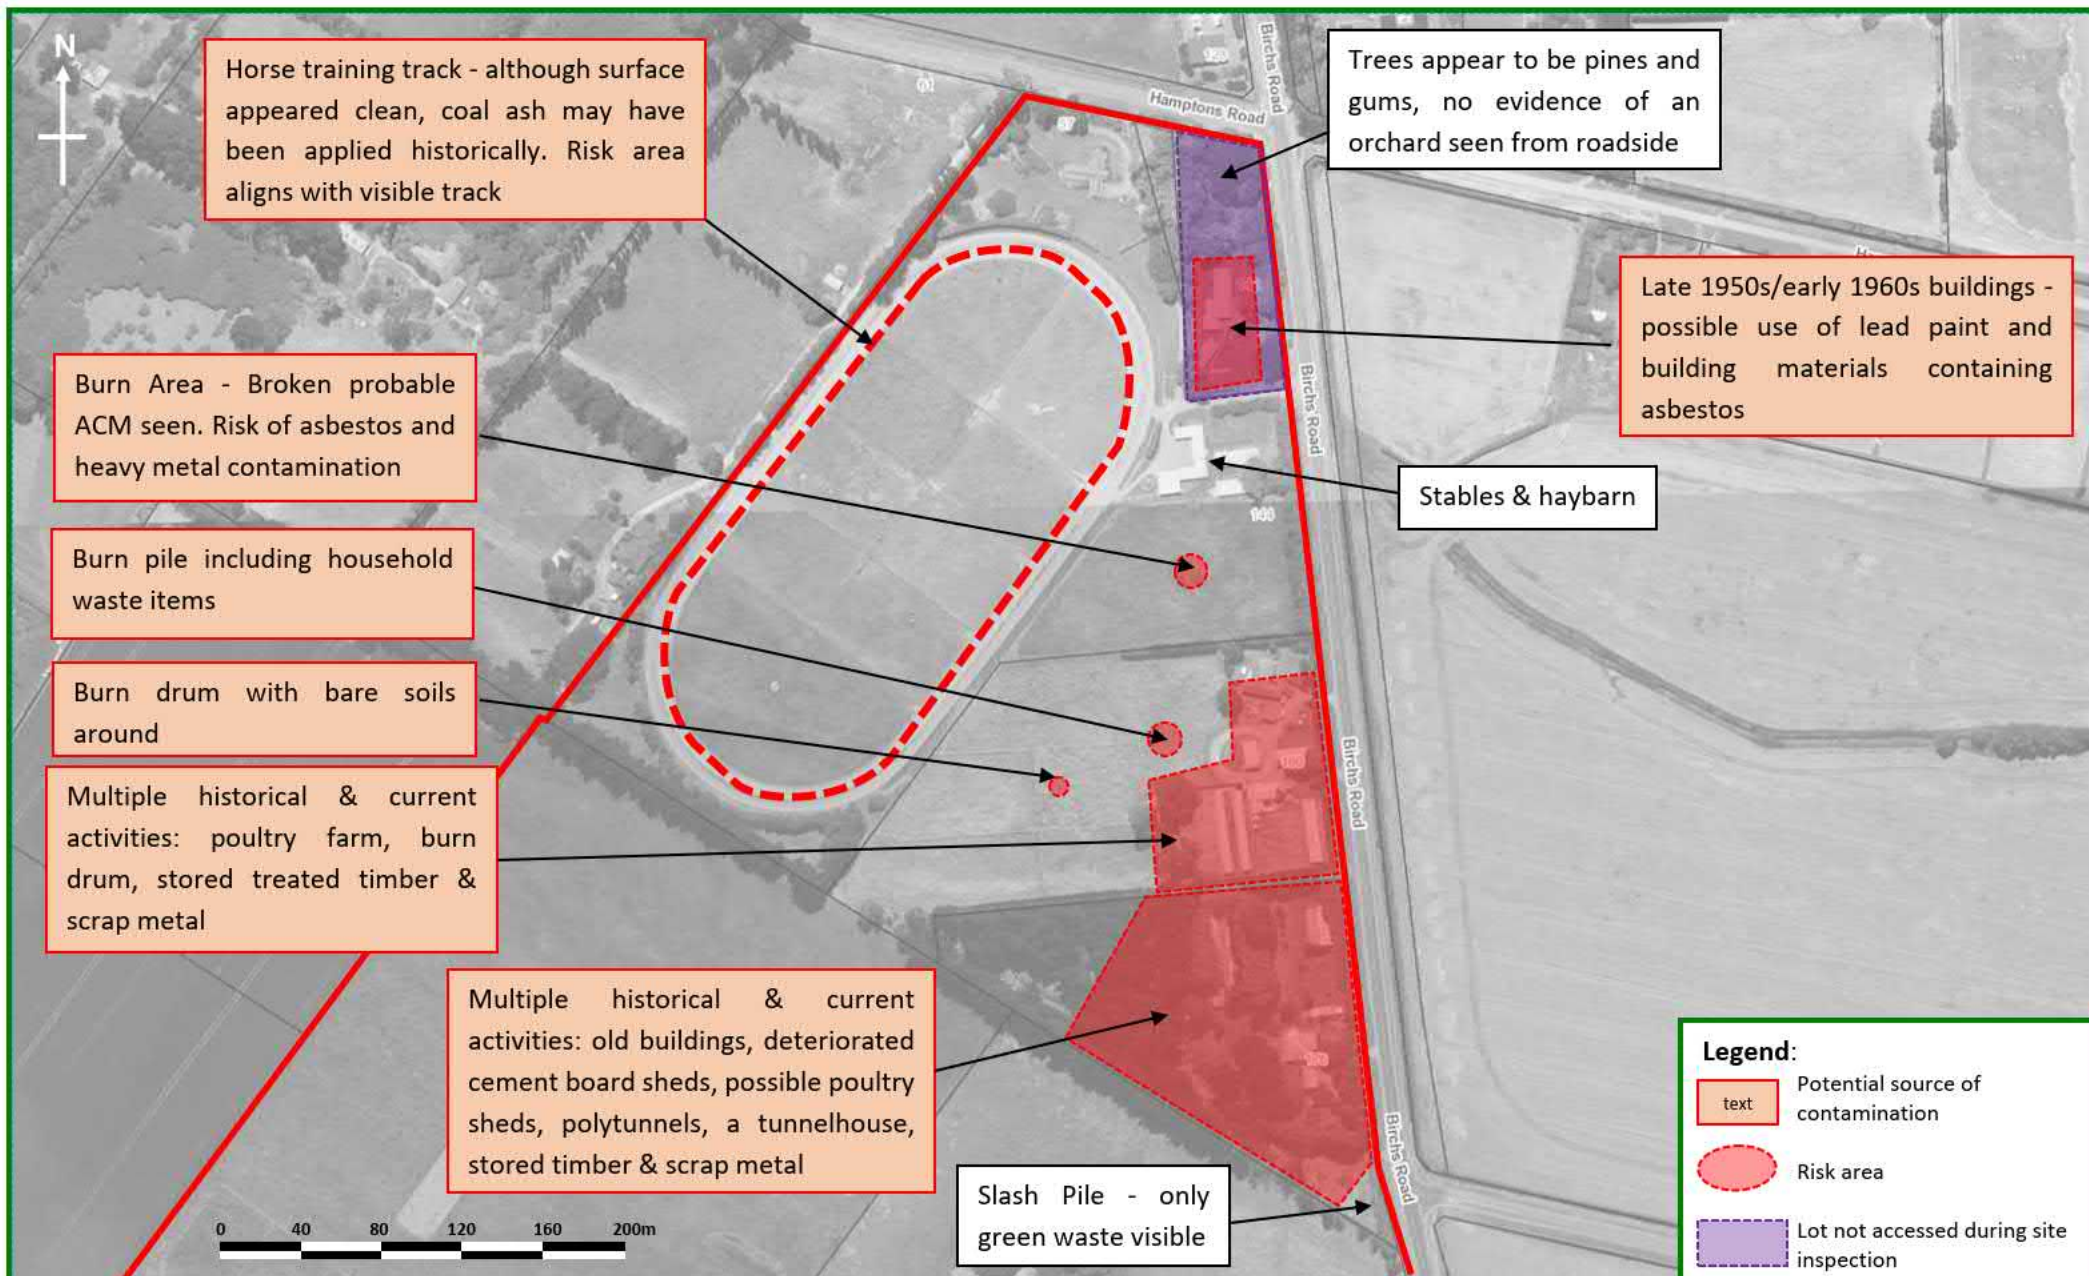 N
Horse training track - although surface
appeared clean, coal ash may have
been applied historically. Risk area
aligns with visible track
Trees appear to be pines and
gums, no evidence of an
orchard seen from roadside
Birchs Road
Hamptons Road
Late 1950s/early 1960s buildings -
possible use of lead paint and
building materials containing
asbestos
Burn Area - Broken probable
ACM seen. Risk of asbestos and
heavy metal contamination
Birchs Road
Stables & haybarn
144
Burn pile including household
waste items
Burn drum with bare soils
around
Birchs Road
Multiple historical & current
activities: poultry farm, burn
drum, stored treated timber &
scrap metal
Multiple historical & current
activities: old buildings, deteriorated
cement board sheds, possible poultry
sheds, polytunnels, a tunnelhouse,
stored timber & scrap metal
Birchs Road
Slash Pile - only
green waste visible
0 40 80 120 160 200m
Legend:
text
Potential source of
contamination
Risk area
Lot not accessed during site
inspection